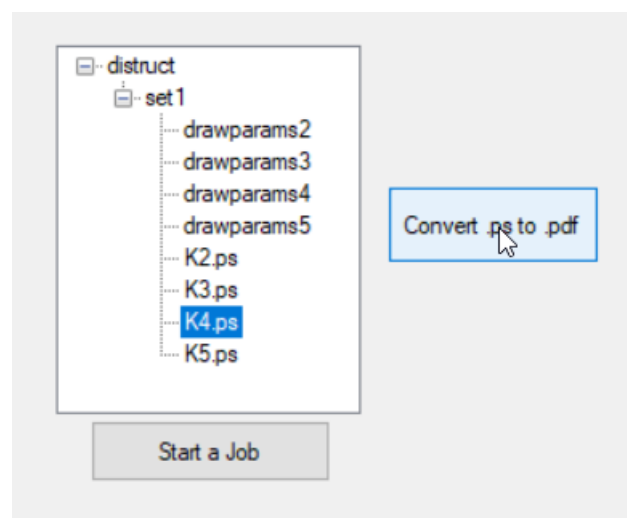 distruct
set1
drawparams2
drawparams3
drawparams4
drawparams5
K2.ps
K3.ps
K4.ps
K5.ps
Convert .ps to .pdf
Start a Job